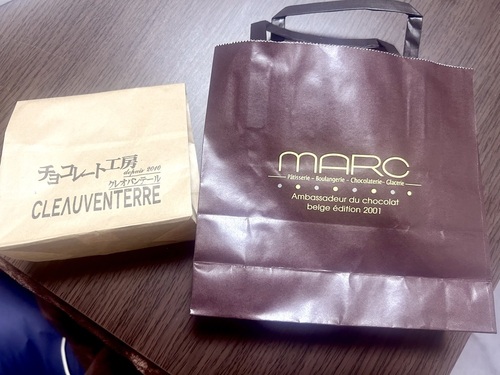 チョコレート工房
depuis 2010
クレオバンテール
CLEAUVENTERRE
MARC
Pâtisserie - Boulangerie - Chocolaterie - Glacerie
Ambassadeur du chocolat
belge édition 2001